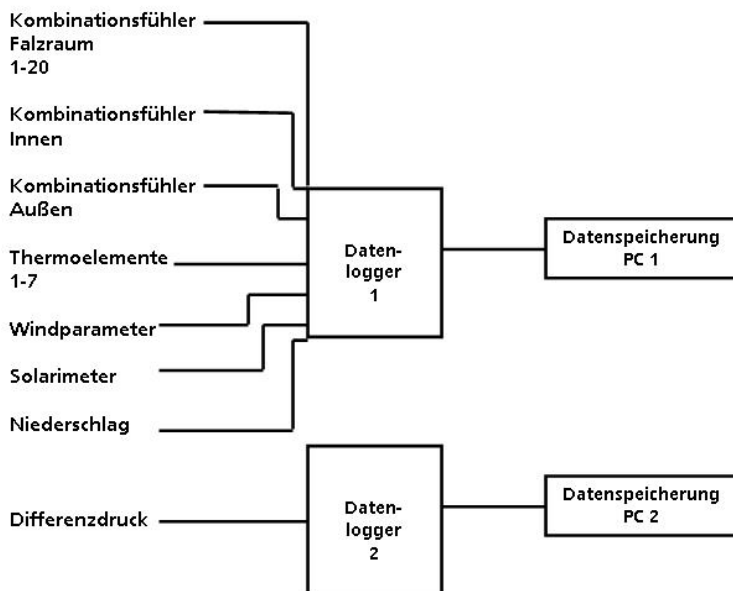 Kombinationsfühler
Falzraum
1-20
Kombinationsfühler
Innen
Kombinationsfühler
Außen
Thermoelemente
1-7
Windparameter
Solarimeter
Niederschlag
Daten-
logger
1
Datenspeicherung
PC 1
Differenzdruck
Daten-
logger
2
Datenspeicherung
PC 2